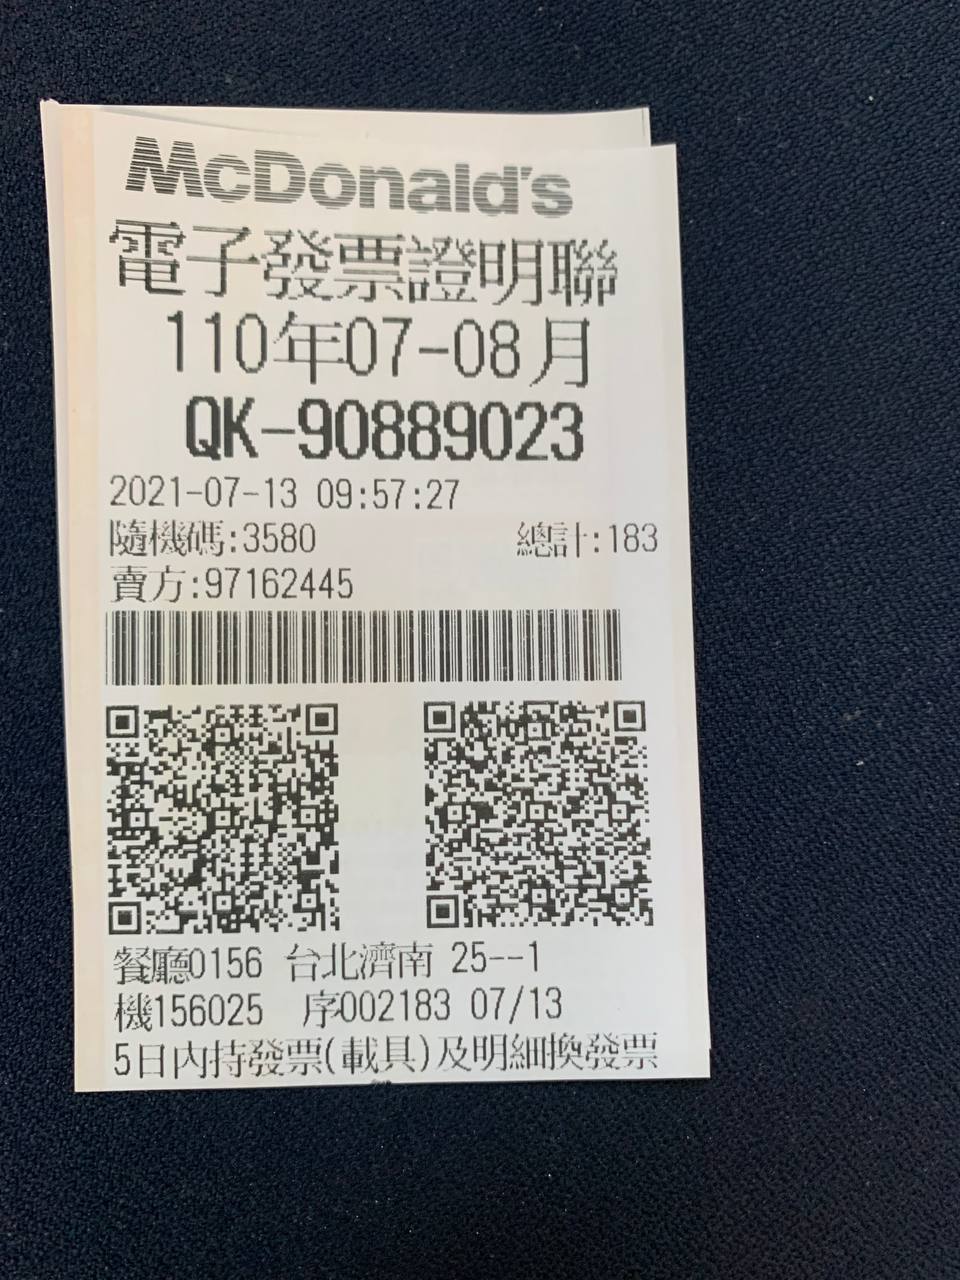 McDonald's
電子發票證明聯
110年07-08月
QK-90889023
2021-07-13 09:57:27
隨機碼:3580 總計:183
賣方:97162445
餐廳0156 台北濟南 25--1
機156025 序002183 07/13
5日內持發票(載具)及明細換發票